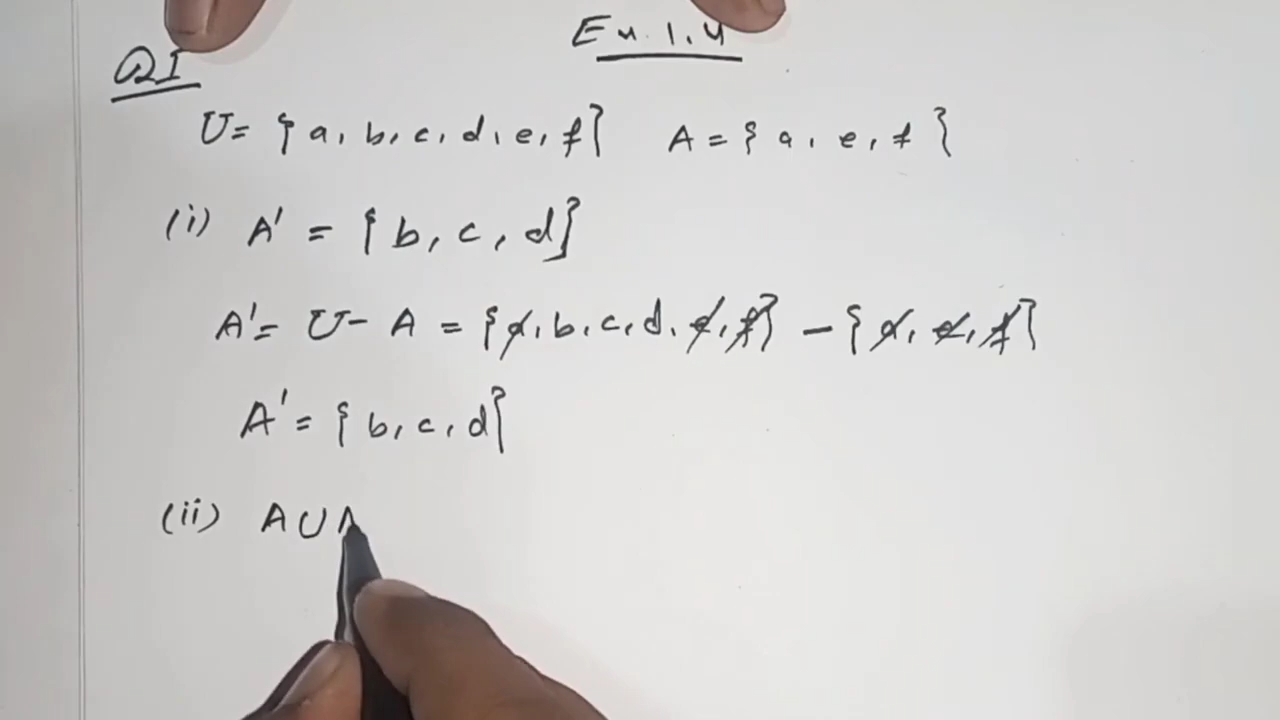 Ex. 1.4
Q1
U = {a, b, c, d, e, f} A = {a, e, f}
(i) A' = {b, c, d}
A' = U - A = {a, b, c, d, e, f} - {a, e, f}
A' = {b, c, d}
(ii) A ∪ A